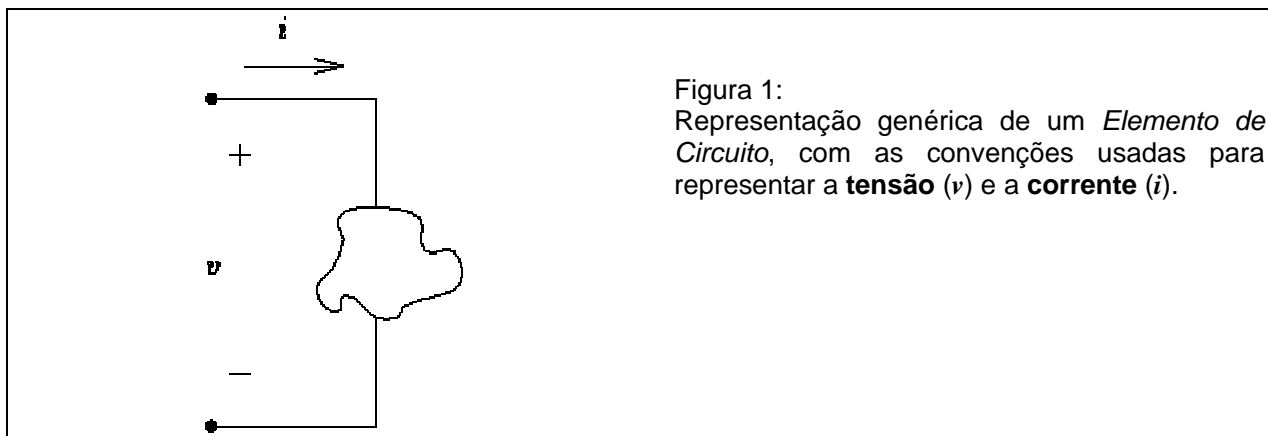 i
+
v
−
Figura 1:
Representação genérica de um Elemento de
Circuito, com as convenções usadas para
representar a tensão (v) e a corrente (i).